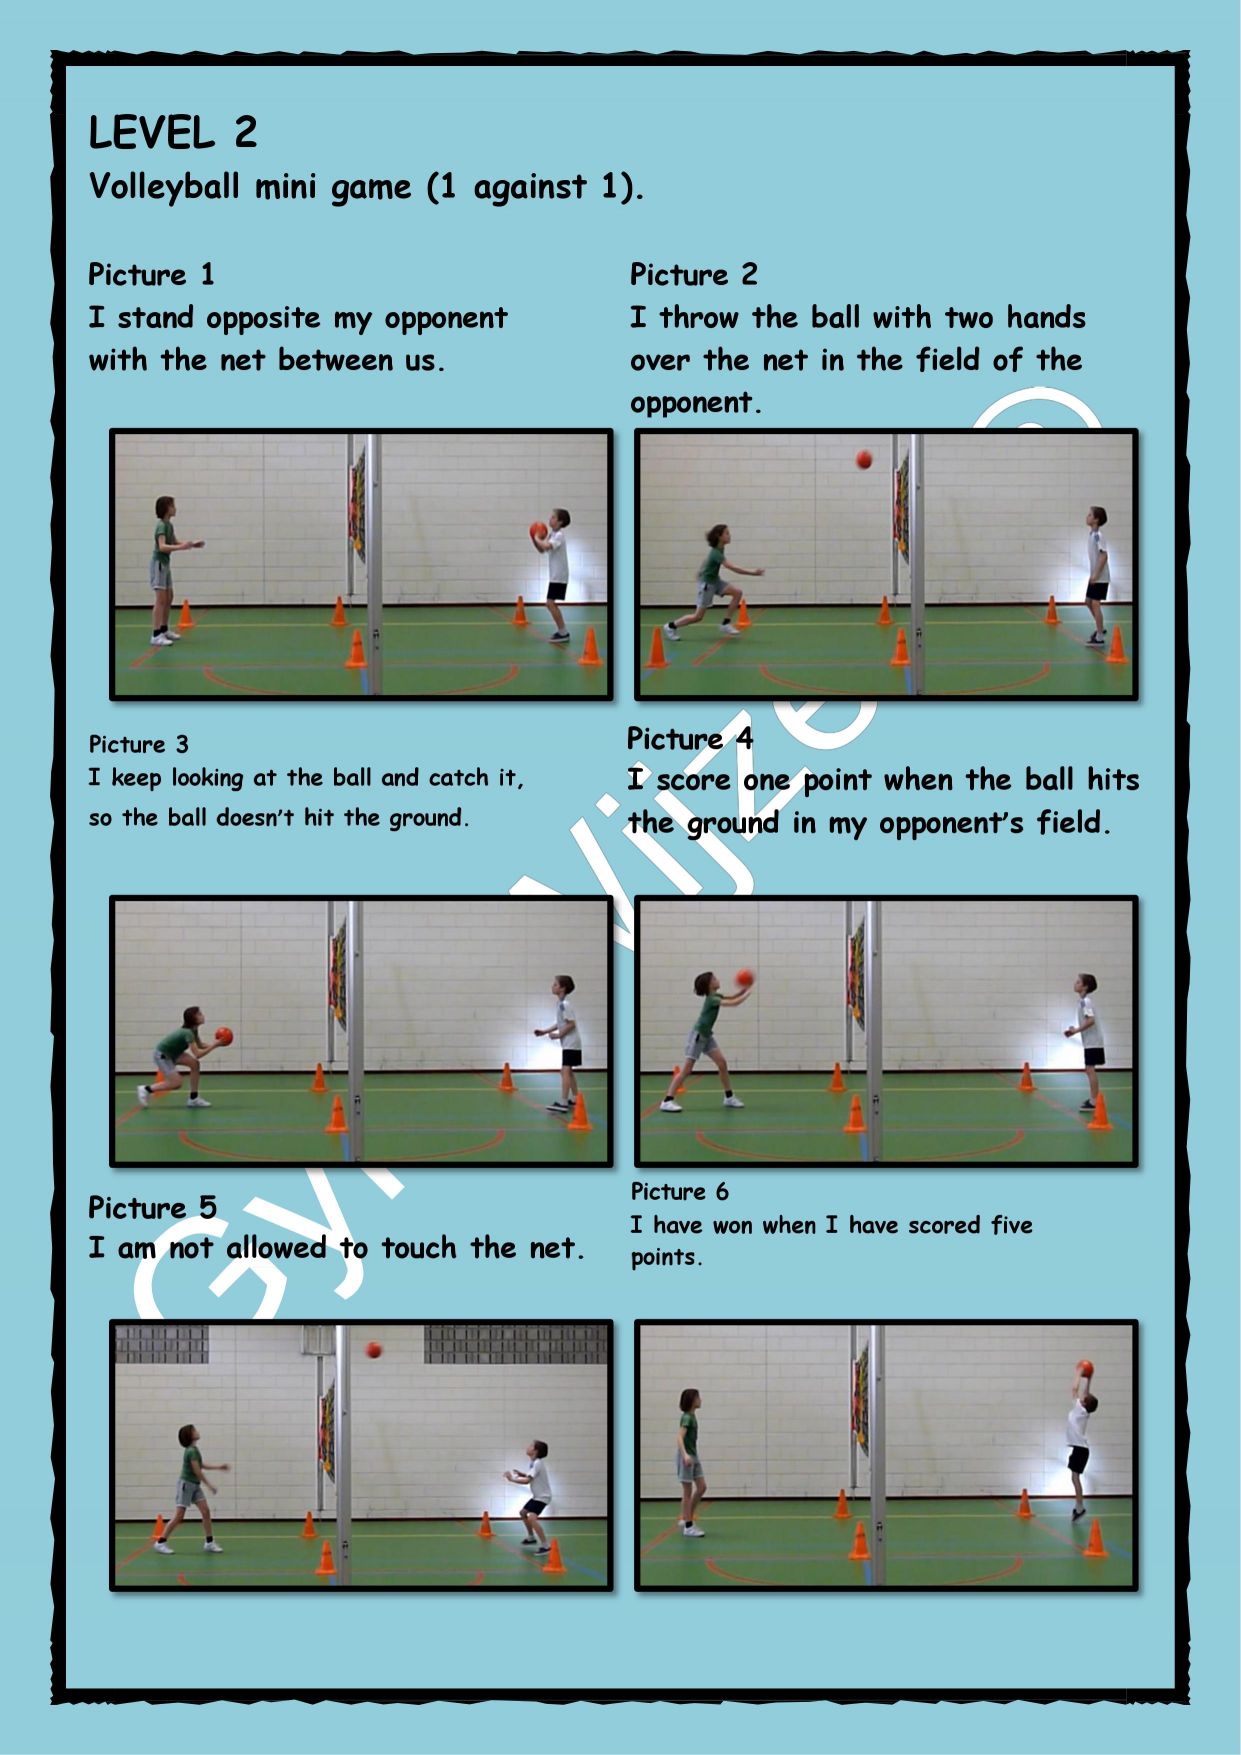 LEVEL 2
Volleyball mini game (1 against 1).
Picture 1
I stand opposite my opponent
with the net between us.
Picture 2
I throw the ball with two hands
over the net in the field of the
opponent.
Picture 3
I keep looking at the ball and catch it,
so the ball doesn’t hit the ground.
Picture 4
I score one point when the ball hits
the ground in my opponent’s field.
Picture 5
I am not allowed to touch the net.
Picture 6
I have won when I have scored five
points.